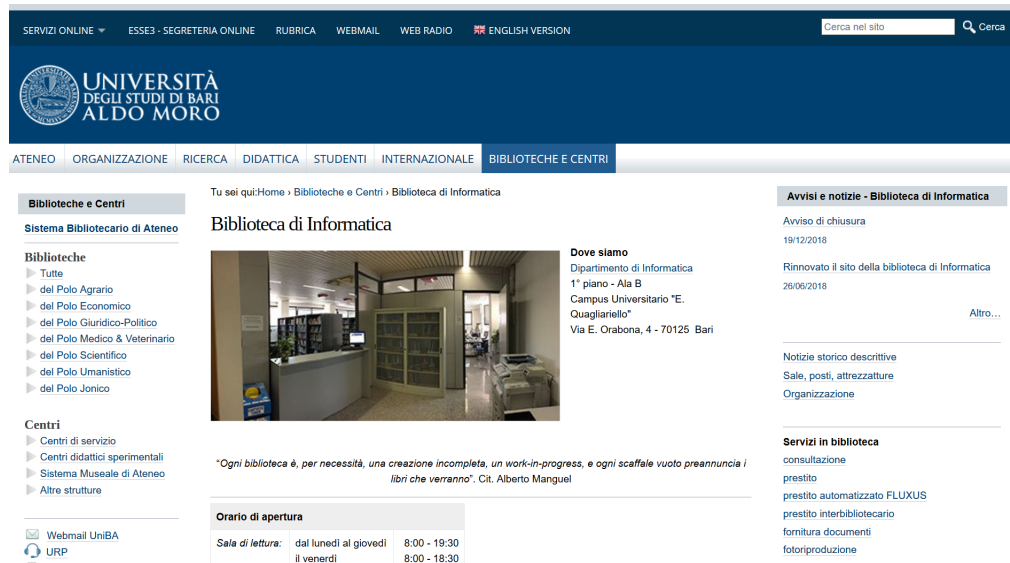 SERVIZI ONLINE
ESSE3 - SEGRETERIA ONLINE
RUBRICA
WEBMAIL
WEB RADIO
ENGLISH VERSION
Cerca nel sito
Cerca
UNIVERSITÀ
DEGLI STUDI DI BARI
ALDO MORO
ATENEO
ORGANIZZAZIONE
RICERCA
DIDATTICA
STUDENTI
INTERNAZIONALE
BIBLIOTECHE E CENTRI
Biblioteche e Centri
Sistema Bibliotecario di Ateneo
Biblioteche
Tutte
del Polo Agrario
del Polo Economico
del Polo Giuridico-Politico
del Polo Medico & Veterinario
del Polo Scientifico
del Polo Umanistico
del Polo Jonico
Centri
Centri di servizio
Centri didattici sperimentali
Sistema Museale di Ateneo
Altre strutture
Webmail UniBA
URP
Tu sei qui:Home › Biblioteche e Centri › Biblioteca di Informatica
Biblioteca di Informatica
Dove siamo
Dipartimento di Informatica
1° piano - Ala B
Campus Universitario "E.
Quagliariello"
Via E. Orabona, 4 - 70125 Bari
“Ogni biblioteca è, per necessità, una creazione incompleta, un work-in-progress, e ogni scaffale vuoto preannuncia i
libri che verranno”. Cit. Alberto Manguel
Orario di apertura
Sala di lettura: dal lunedì al giovedì 8:00 - 19:30
il venerdì 8:00 - 18:30
Avvisi e notizie - Biblioteca di Informatica
Avviso di chiusura
19/12/2018
Rinnovato il sito della biblioteca di Informatica
26/06/2018
Altro…
Notizie storico descrittive
Sale, posti, attrezzature
Organizzazione
Servizi in biblioteca
consultazione
prestito
prestito automatizzato FLUXUS
prestito interbibliotecario
fornitura documenti
fotoriproduzione